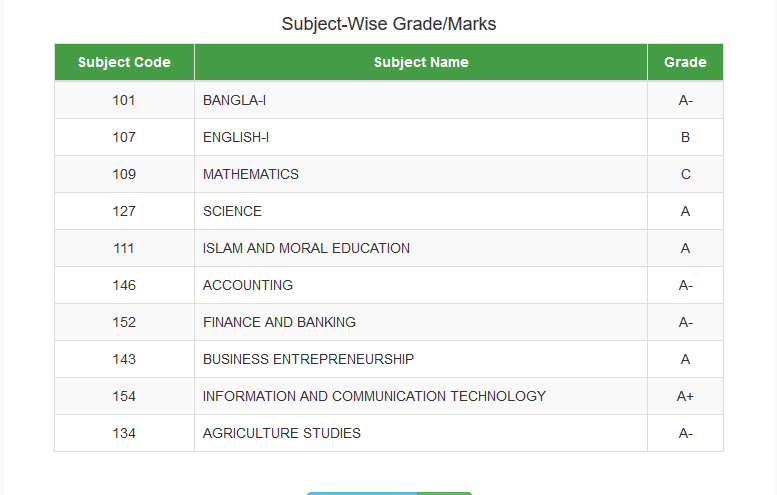 Subject-Wise Grade/Marks
Subject Code Subject Name Grade
101 BANGLA-I A-
107 ENGLISH-I B
109 MATHEMATICS C
127 SCIENCE A
111 ISLAM AND MORAL EDUCATION A
146 ACCOUNTING A-
152 FINANCE AND BANKING A-
143 BUSINESS ENTREPRENEURSHIP A
154 INFORMATION AND COMMUNICATION TECHNOLOGY A+
134 AGRICULTURE STUDIES A-